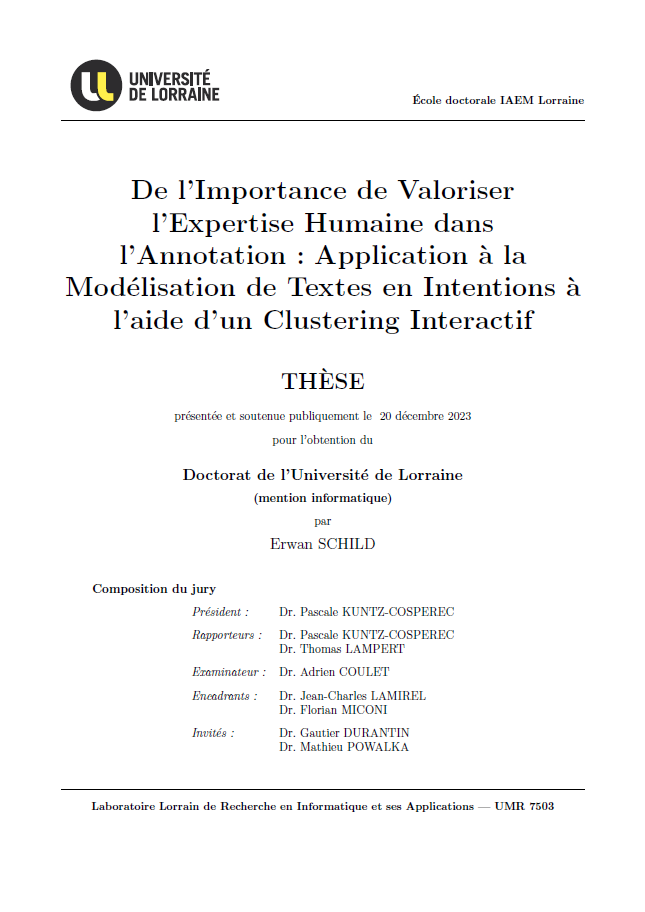 UNIVERSITÉ
DE LORRAINE
École doctorale IAEM Lorraine
De l'Importance de Valoriser
l'Expertise Humaine dans
l'Annotation : Application à la
Modélisation de Textes en Intentions à
l'aide d'un Clustering Interactif
THÈSE
présentée et soutenue publiquement le 20 décembre 2023
pour l'obtention du
Doctorat de l'Université de Lorraine
(mention informatique)
par
Erwan SCHILD
Composition du jury
Président : Dr. Pascale KUNTZ-COSPEREC
Rapporteurs : Dr. Pascale KUNTZ-COSPEREC
Dr. Thomas LAMPERT
Examinateur : Dr. Adrien COULET
Encadrants : Dr. Jean-Charles LAMIREL
Dr. Florian MICONI
Invités : Dr. Gautier DURANTIN
Dr. Mathieu POWALKA
Laboratoire Lorrain de Recherche en Informatique et ses Applications — UMR 7503